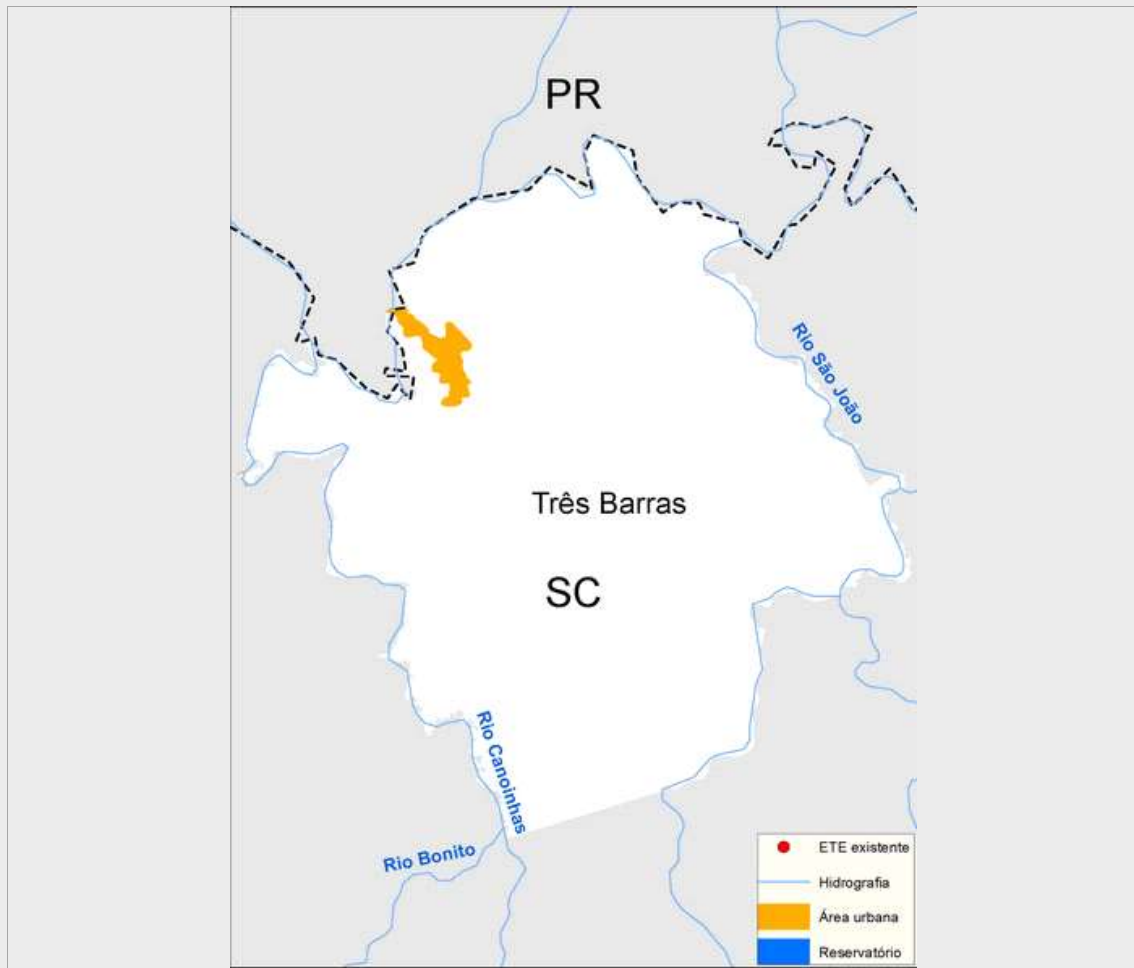 PR
Rio São João
Três Barras
SC
Rio Canoinhas
Rio Bonito
ETE existente
Hidrografia
Área urbana
Reservatório